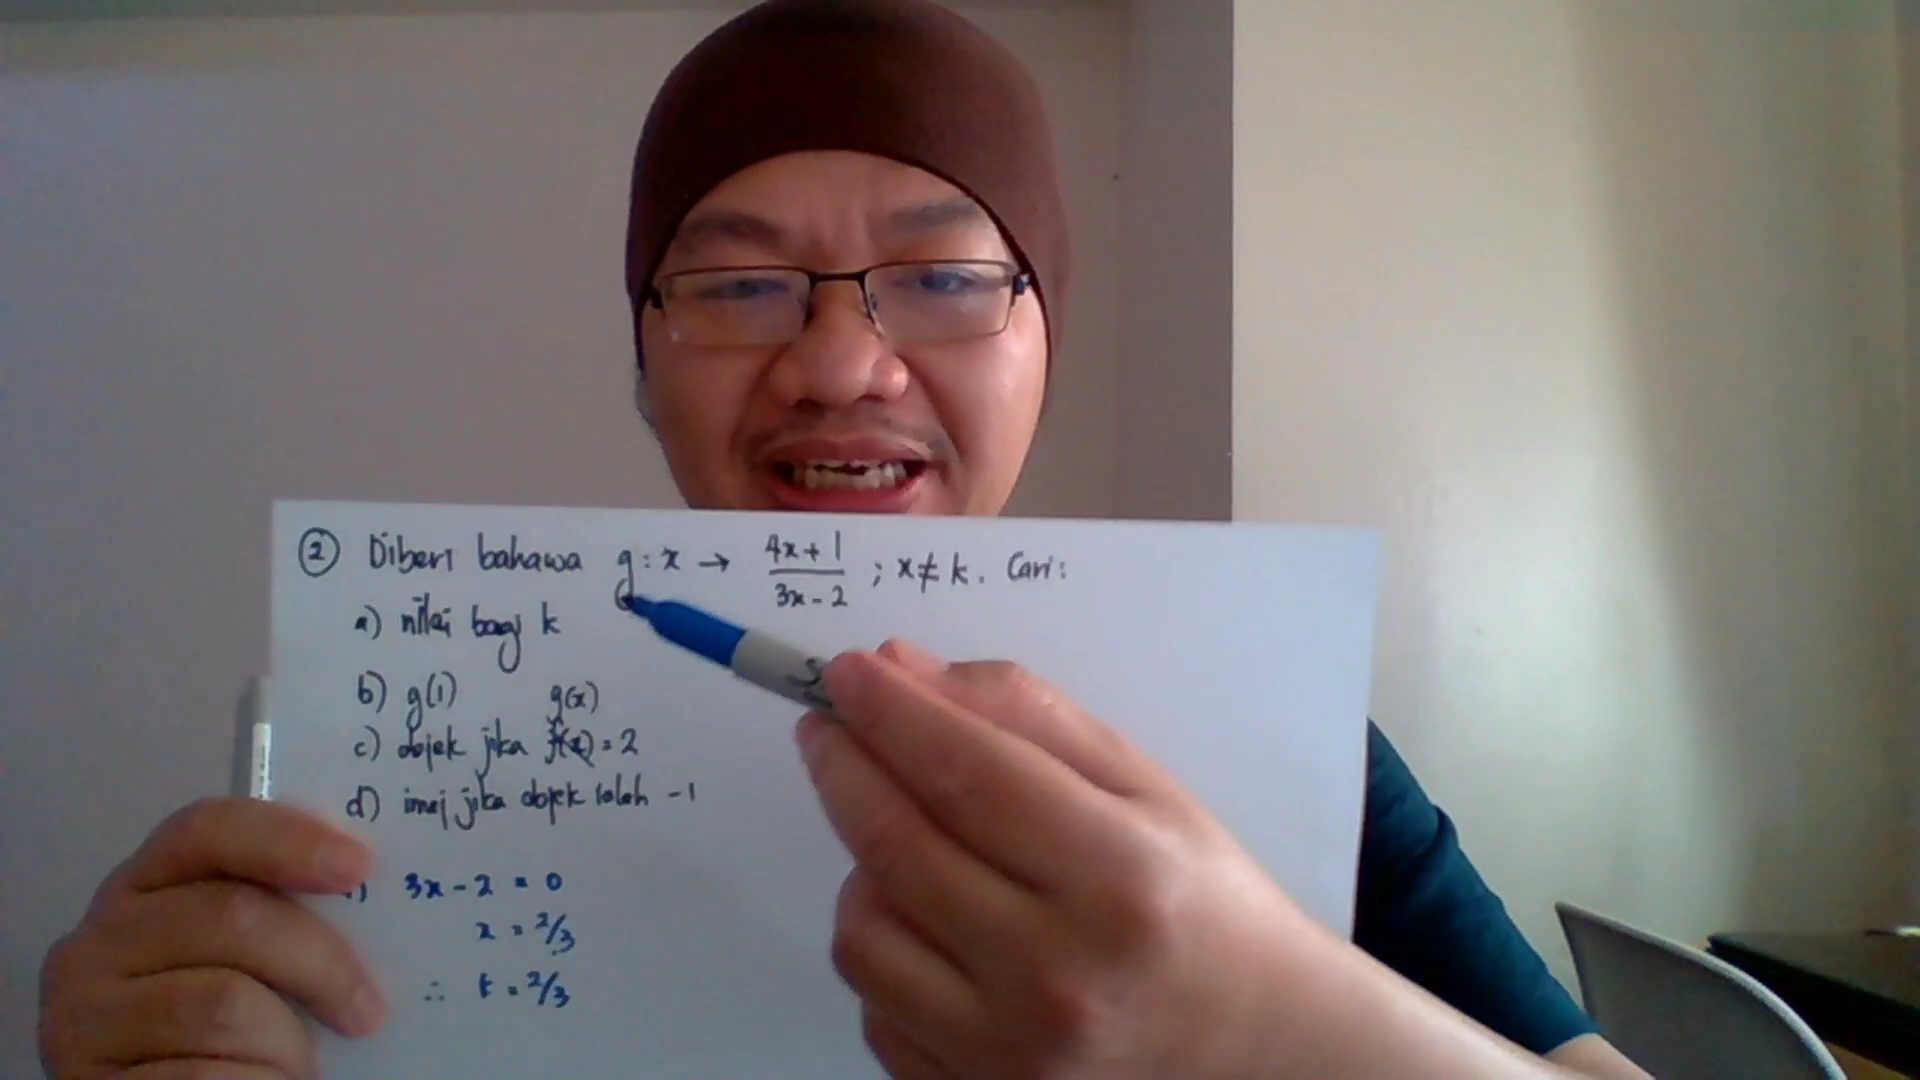 ② Diberi bahawa g : x → 4x + 1 / 3x - 2 ; x ≠ k. Cari :
a) nilai bagi k
b) g(1) g(x)
c) objek jika f(x) = 2
d) imej jika objek ialah -1
3x - 2 = 0
x = 2/3
∴ k = 2/3